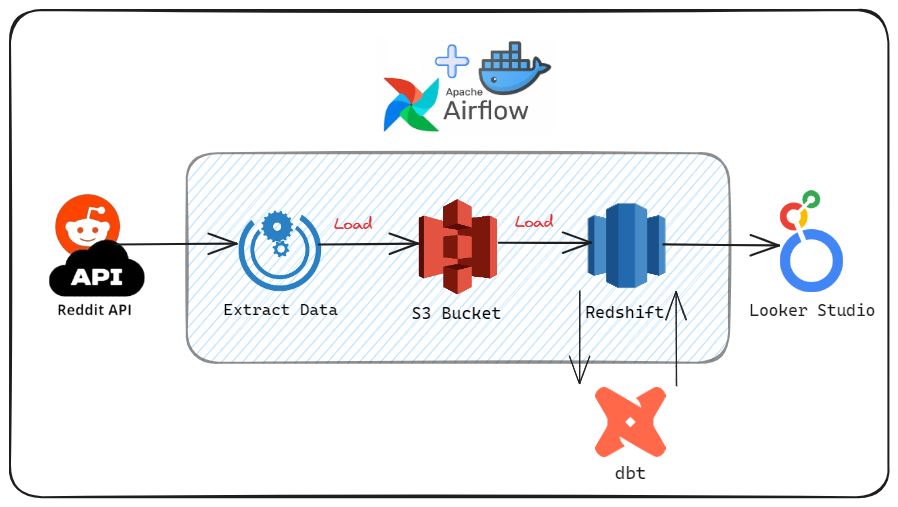 Apache
Airflow
Load
Load
API
Reddit API
Extract Data
S3 Bucket
Redshift
Looker Studio
dbt